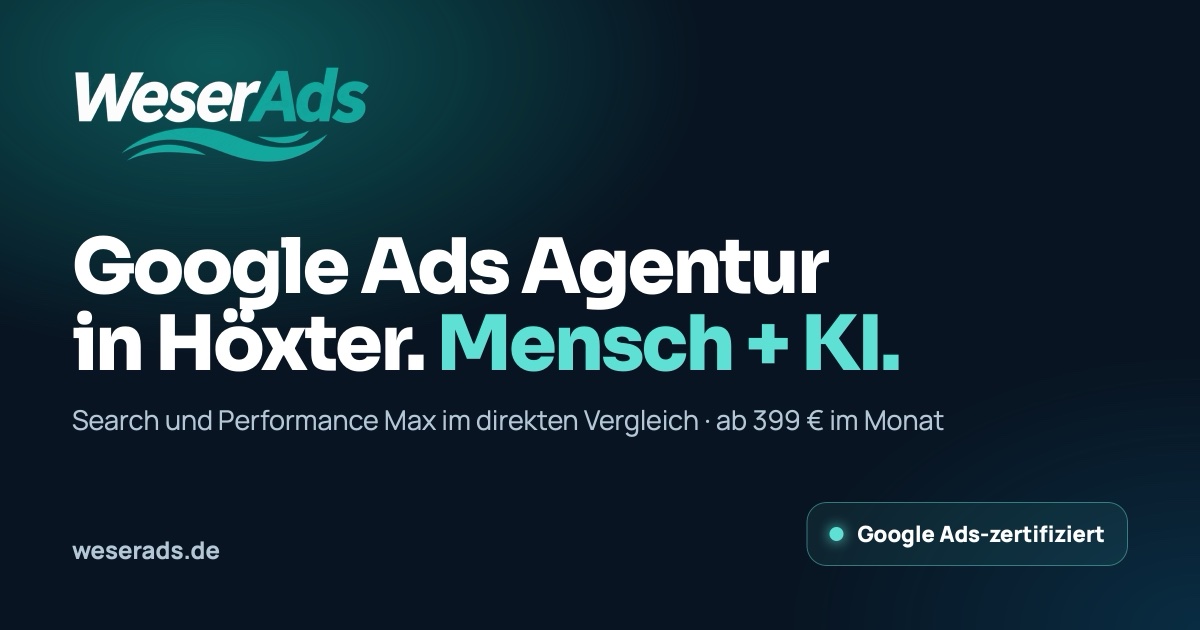 WeserAds
Google Ads Agentur
in Höxter. Mensch + KI.
Search und Performance Max im direkten Vergleich · ab 399 € im Monat
weserads.de
Google Ads-zertifiziert